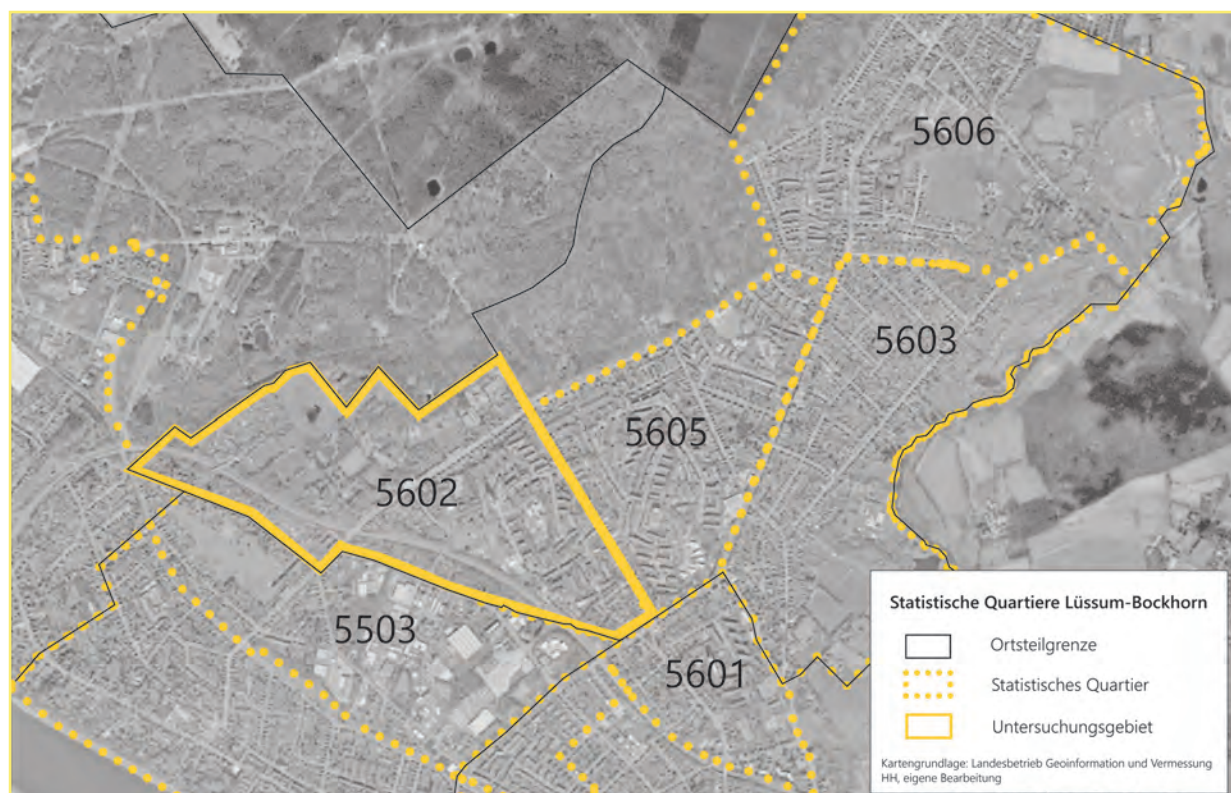 5606
5603
5605
5602
5503
5601
Statistische Quartiere Lüssum-Bockhorn
Ortsteilgrenze
Statistisches Quartier
Untersuchungsgebiet
Kartengrundlage: Landesbetrieb Geoinformation und Vermessung
HH, eigene Bearbeitung